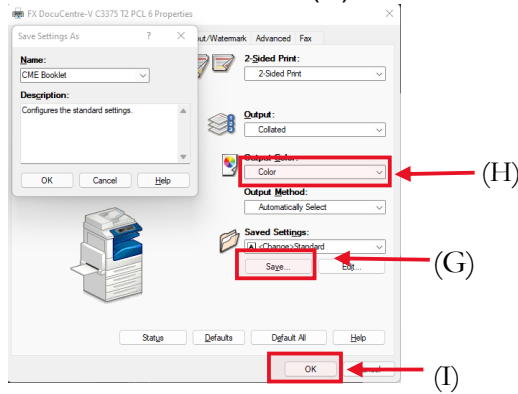 FX DocuCentre-V C3375 T2 PCL 6 Properties
Save Settings As
?
ut/Watermark Advanced Fax
Name:
CME Booklet
Description:
Configures the standard settings.
OK Cancel Help
2-Sided Print:
2-Sided Print
Output:
Collated
Output Color:
Color
(H)
Output Method:
Automatically Select
Saved Settings:
A <Change>Standard
Save... Edit...
(G)
Status Defaults Default All Help
OK
(I)